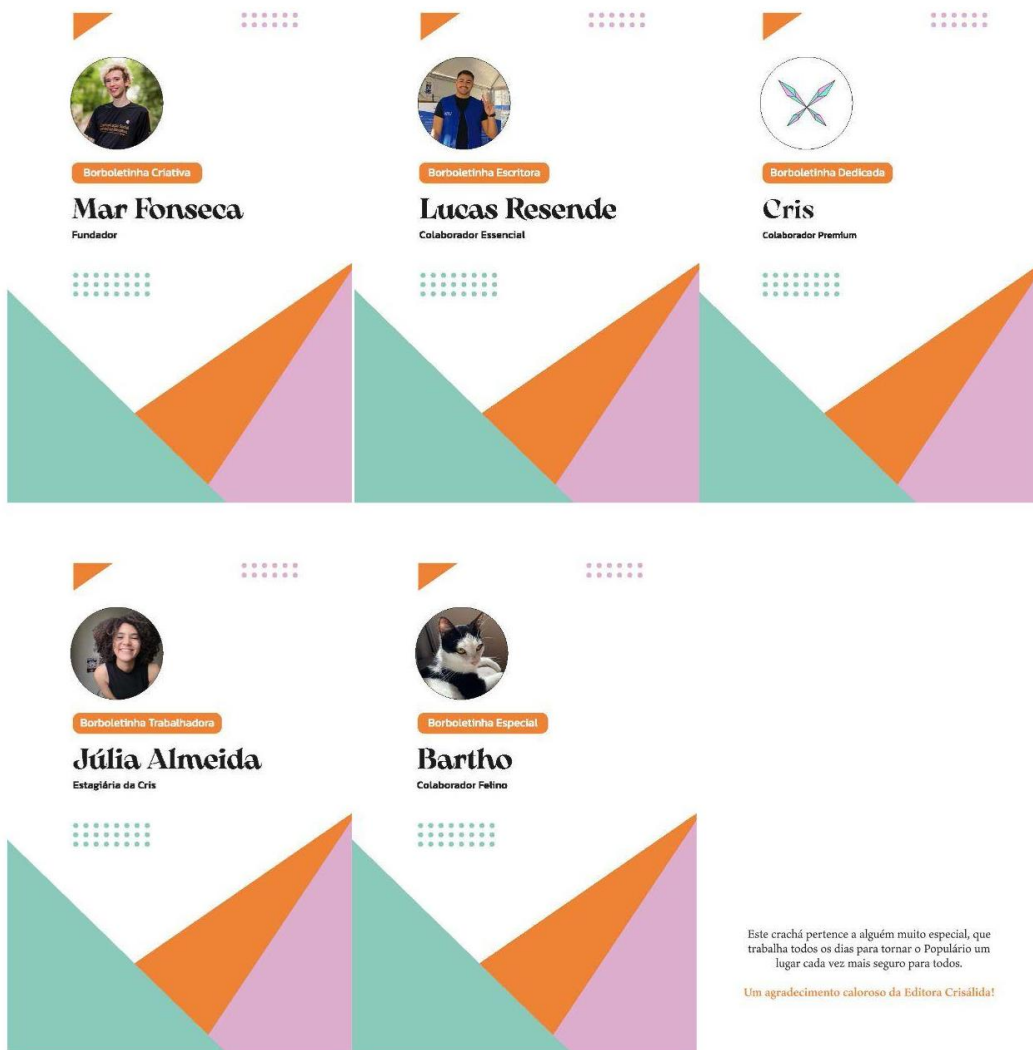 Borboletinha Criativa
Mar Fonseca
Fundador
Borboletinha Escritora
Lucas Resende
Colaborador Essencial
Borboletinha Dedicada
Cris
Colaborador Premium
Borboletinha Trabalhadora
Júlia Almeida
Estagiária da Cris
Borboletinha Especial
Bartho
Colaborador Felino
Este crachá pertence a alguém muito especial, que
trabalha todos os dias para tornar o Populário um
lugar cada vez mais seguro para todos.
Um agradecimento caloroso da Editora Crisálida!